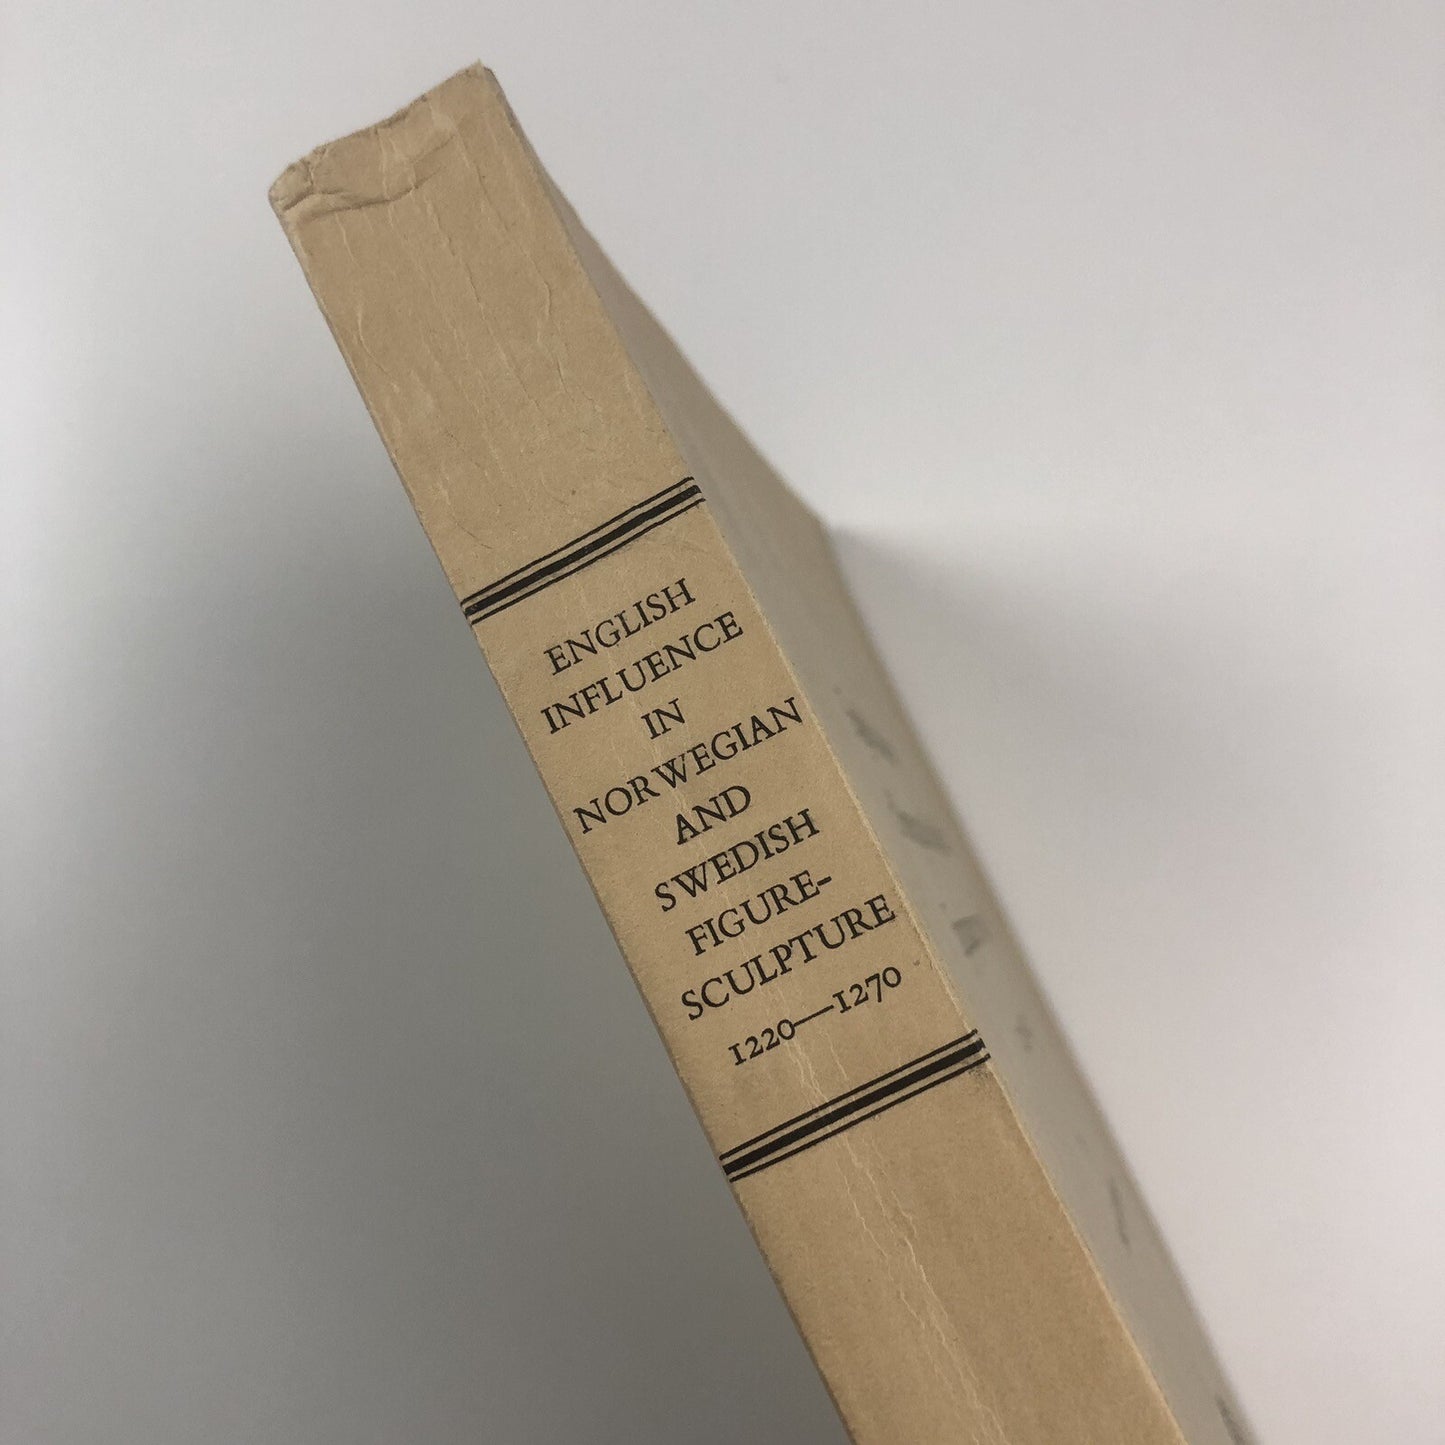 ENGLISH
INFLUENCE
IN
NORWEGIAN
AND
SWEDISH
FIGURE-
SCULPTURE
1220—1270